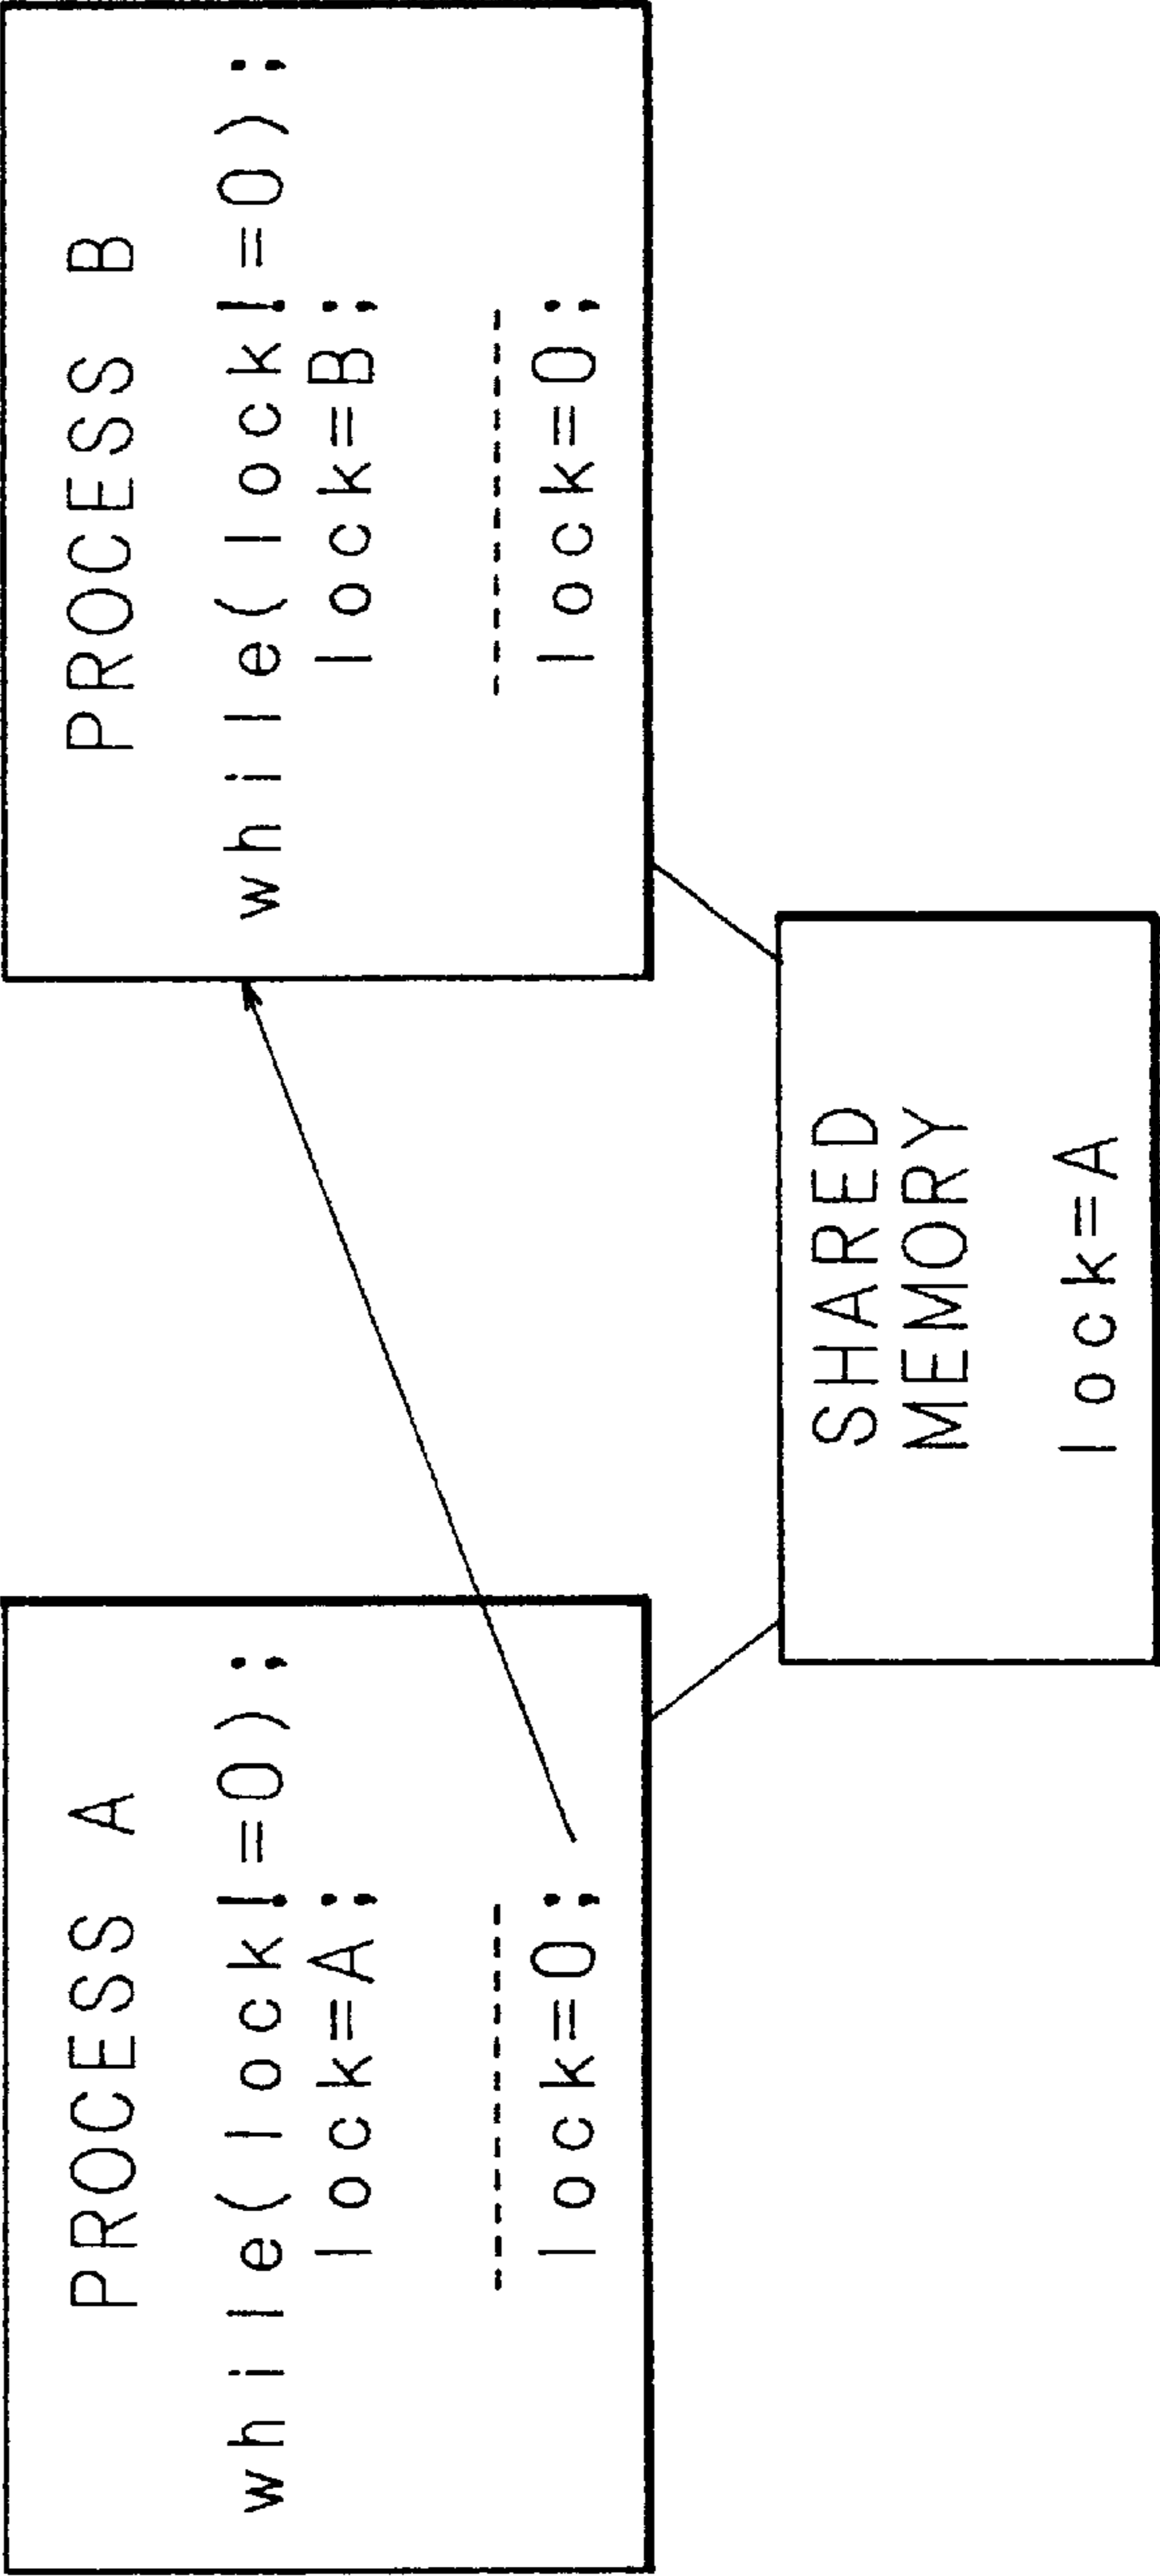 PROCESS A
while(lock!=0);
lock=A;
lock=0;
PROCESS B
while(lock!=0);
lock=B;
lock=0;
SHARED
MEMORY
lock=A